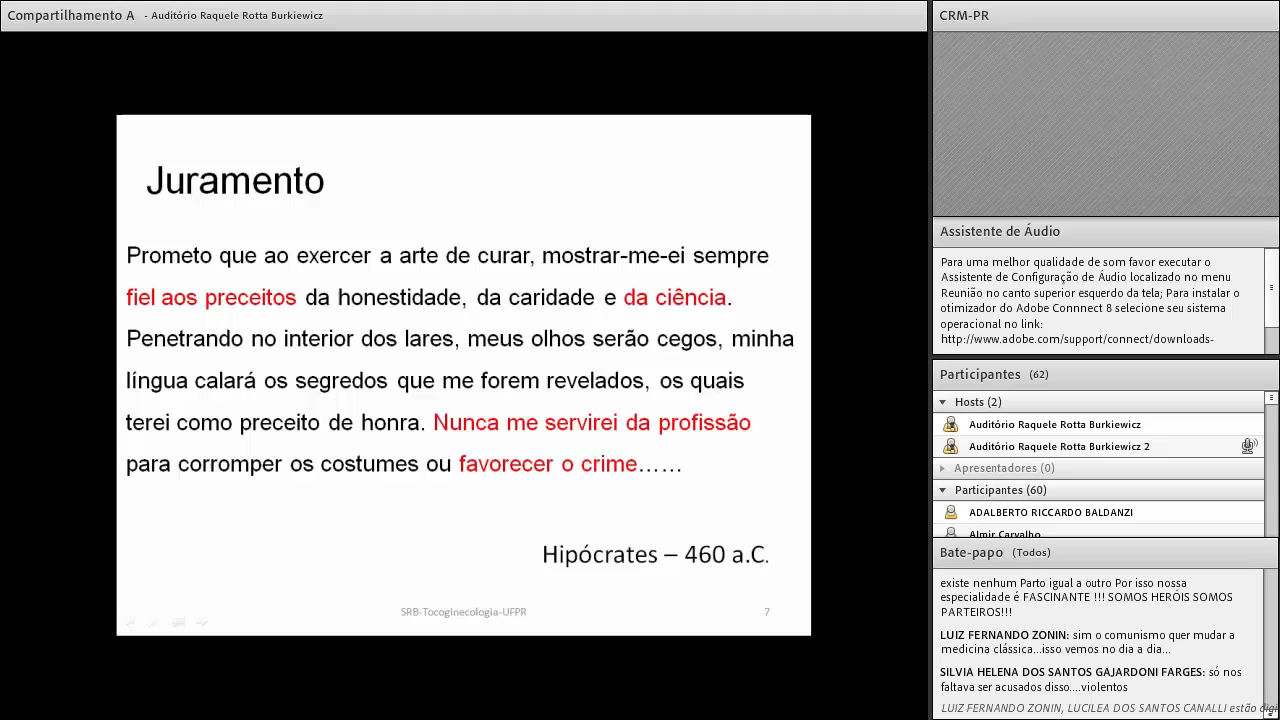 Compartilhamento A - Auditório Raquele Rotta Burkiewicz
Juramento
Prometo que ao exercer a arte de curar, mostrar-me-ei sempre
fiel aos preceitos da honestidade, da caridade e da ciência.
Penetrando no interior dos lares, meus olhos serão cegos, minha
língua calará os segredos que me forem revelados, os quais
terei como preceito de honra. Nunca me servirei da profissão
para corromper os costumes ou favorecer o crime......
Hipócrates – 460 a.C.
SRB-Tocoginecologia-UFPR 7
CRM-PR
Assistente de Áudio
Para uma melhor qualidade de som favor executar o
Assistente de Configuração de Áudio localizado no menu
Reunião no canto superior esquerdo da tela; Para instalar o
otimizador do Adobe Connnect 8 selecione seu sistema
operacional no link:
http://www.adobe.com/support/connect/downloads-
Participantes (62)
Hosts (2)
Auditório Raquele Rotta Burkiewicz
Auditório Raquele Rotta Burkiewicz 2
Apresentadores (0)
Participantes (60)
ADALBERTO RICCARDO BALDANZI
Almir Carvalho
Bate-papo (Todos)
existe nenhum Parto igual a outro Por isso nossa
especialidade é FASCINANTE !!! SOMOS HERÓIS SOMOS
PARTEIROS!!!
LUIZ FERNANDO ZONIN: sim o comunismo quer mudar a
medicina clássica...isso vemos no dia a dia...
SILVIA HELENA DOS SANTOS GAJARDONI FARGES: só nos
faltava ser acusados disso....violentos
LUIZ FERNANDO ZONIN, LUCILEA DOS SANTOS CANALLI estão